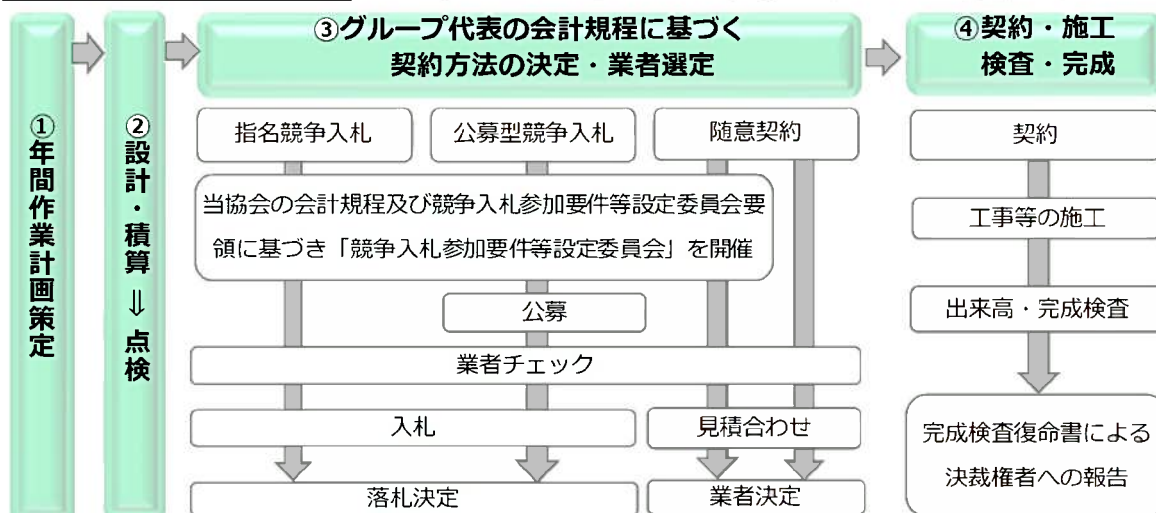 ①年間作業計画策定
②設計・積算 ⇒ 点検
③グループ代表の会計規程に基づく
契約方法の決定・業者選定
指名競争入札
公募型競争入札
随意契約
当協会の会計規程及び競争入札参加要件等設定委員会要
領に基づき「競争入札参加要件等設定委員会」を開催
公募
業者チェック
入札
見積合わせ
落札決定
業者決定
④契約・施工
検査・完成
契約
工事等の施工
出来高・完成検査
完成検査復命書による
決裁権者への報告